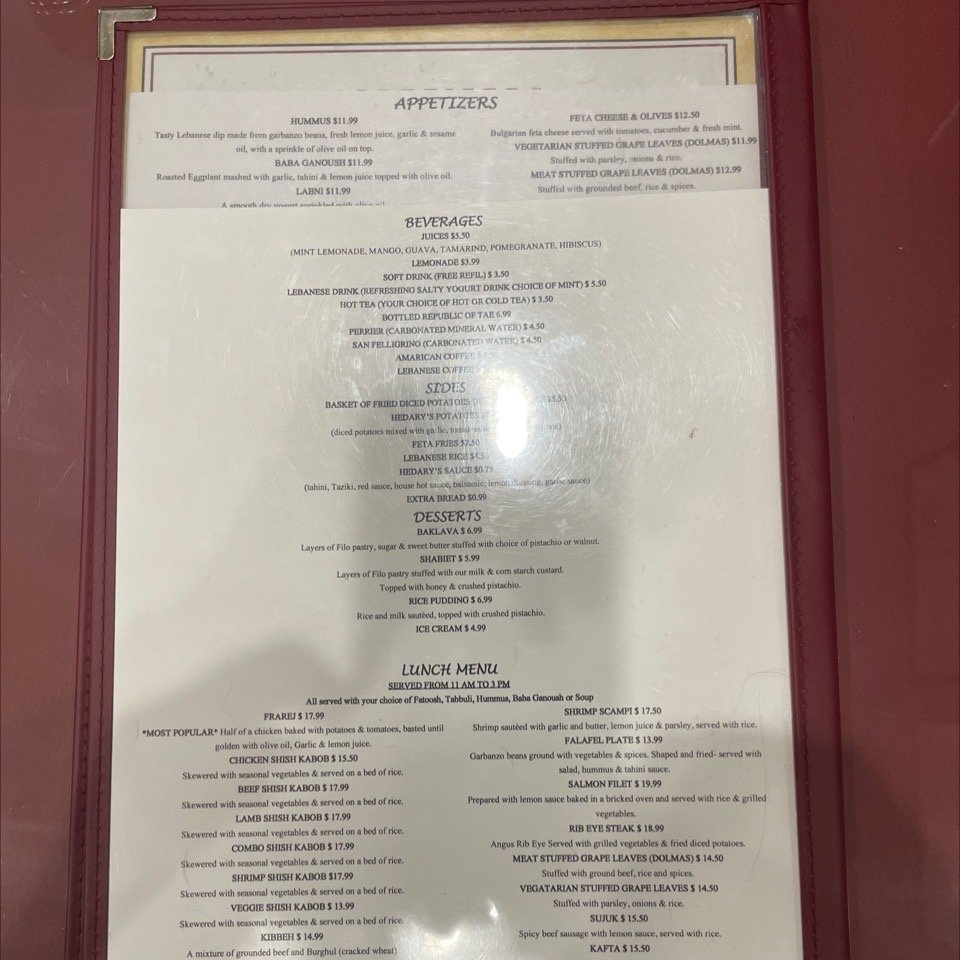 APPETIZERS
HUMMUS $11.99
Tasty Lebanese dip made from garbanzo beans, fresh lemon juice, garlic & sesame
oil, with a sprinkle of olive oil on top.
BABA GANOUSH $11.99
Roasted Eggplant mashed with garlic, tahini & lemon juice topped with olive oil.
LABNI $11.99
FETA CHEESE & OLIVES $12.50
Bulgarian feta cheese served with tomatoes, cucumber & fresh mint.
VEGETARIAN STUFFED GRAPE LEAVES (DOLMAS) $11.99
Stuffed with parsley, onions & rice.
MEAT STUFFED GRAPE LEAVES (DOLMAS) $12.99
Stuffed with grounded beef, rice & spices.
BEVERAGES
JUICES $5.50
(MINT LEMONADE, MANGO, GUAVA, TAMARIND, POMEGRANATE, HIBISCUS)
LEMONADE $3.99
SOFT DRINK (FREE REFIL) $ 3.50
LEBANESE DRINK (REFRESHING SALTY YOGURT DRINK CHOICE OF MINT) $ 5.50
HOT TEA (YOUR CHOICE OF HOT OR COLD TEA) $ 3.50
BOTTLED REPUBLIC OF TAE 6.99
PERRIER (CARBONATED MINERAL WATER) $ 4.50
SAN PELLIGRINO (CARBONATED WATER) $ 4.50
AMARICAN COFFEE
LEBANESE COFFEE
SIDES
BASKET OF FRIED DICED POTATOES $5.50
HEDARY'S POTATOES
(diced potatoes mixed with garlic,
FETA FRIES $7.50
LEBANESE RICE $4.50
HEDARY'S SAUCE $0.75
(tahini, Taziki, red sauce, house hot sauce, balsamic, lemon dressing, garlic sauce)
EXTRA BREAD $0.99
DESSERTS
BAKLAVA $ 6.99
Layers of Filo pastry, sugar & sweet butter stuffed with choice of pistachio or walnut.
SHABIET $ 5.99
Layers of Filo pastry stuffed with our milk & corn starch custard.
Topped with honey & crushed pistachio.
RICE PUDDING $ 6.99
Rice and milk sautéed, topped with crushed pistachio.
ICE CREAM $ 4.99
LUNCH MENU
SERVED FROM 11 AM TO 3 PM
All served with your choice of Fatoosh, Tabbuli, Hummus, Baba Ganoush or Soup
FRAREJ $ 17.99
*MOST POPULAR* Half of a chicken baked with potatoes & tomatoes, basted until
golden with olive oil, Garlic & lemon juice.
CHICKEN SHISH KABOB $ 15.50
Skewered with seasonal vegetables & served on a bed of rice.
BEEF SHISH KABOB $ 17.99
Skewered with seasonal vegetables & served on a bed of rice.
LAMB SHISH KABOB $ 17.99
Skewered with seasonal vegetables & served on a bed of rice.
COMBO SHISH KABOB $ 17.99
Skewered with seasonal vegetables & served on a bed of rice.
SHRIMP SHISH KABOB $17.99
Skewered with seasonal vegetables & served on a bed of rice.
VEGGIE SHISH KABOB $ 13.99
Skewered with seasonal vegetables & served on a bed of rice.
KIBBEH $ 14.99
A mixture of grounded beef and Burghul (cracked wheat)
SHRIMP SCAMPI $ 17.50
Shrimp sautéed with garlic and butter, lemon juice & parsley, served with rice.
FALAFEL PLATE $ 13.99
Garbanzo beans ground with vegetables & spices. Shaped and fried- served with
salad, hummus & tahini sauce.
SALMON FILET $ 19.99
Prepared with lemon sauce baked in a bricked oven and served with rice & grilled
vegetables.
RIB EYE STEAK $ 18.99
Angus Rib Eye Served with grilled vegetables & fried diced potatoes.
MEAT STUFFED GRAPE LEAVES (DOLMAS) $ 14.50
Stuffed with ground beef, rice and spices.
VEGATARIAN STUFFED GRAPE LEAVES $ 14.50
Stuffed with parsley, onions & rice.
SUJUK $ 15.50
Spicy beef sausage with lemon sauce, served with rice.
KAFTA $ 15.50